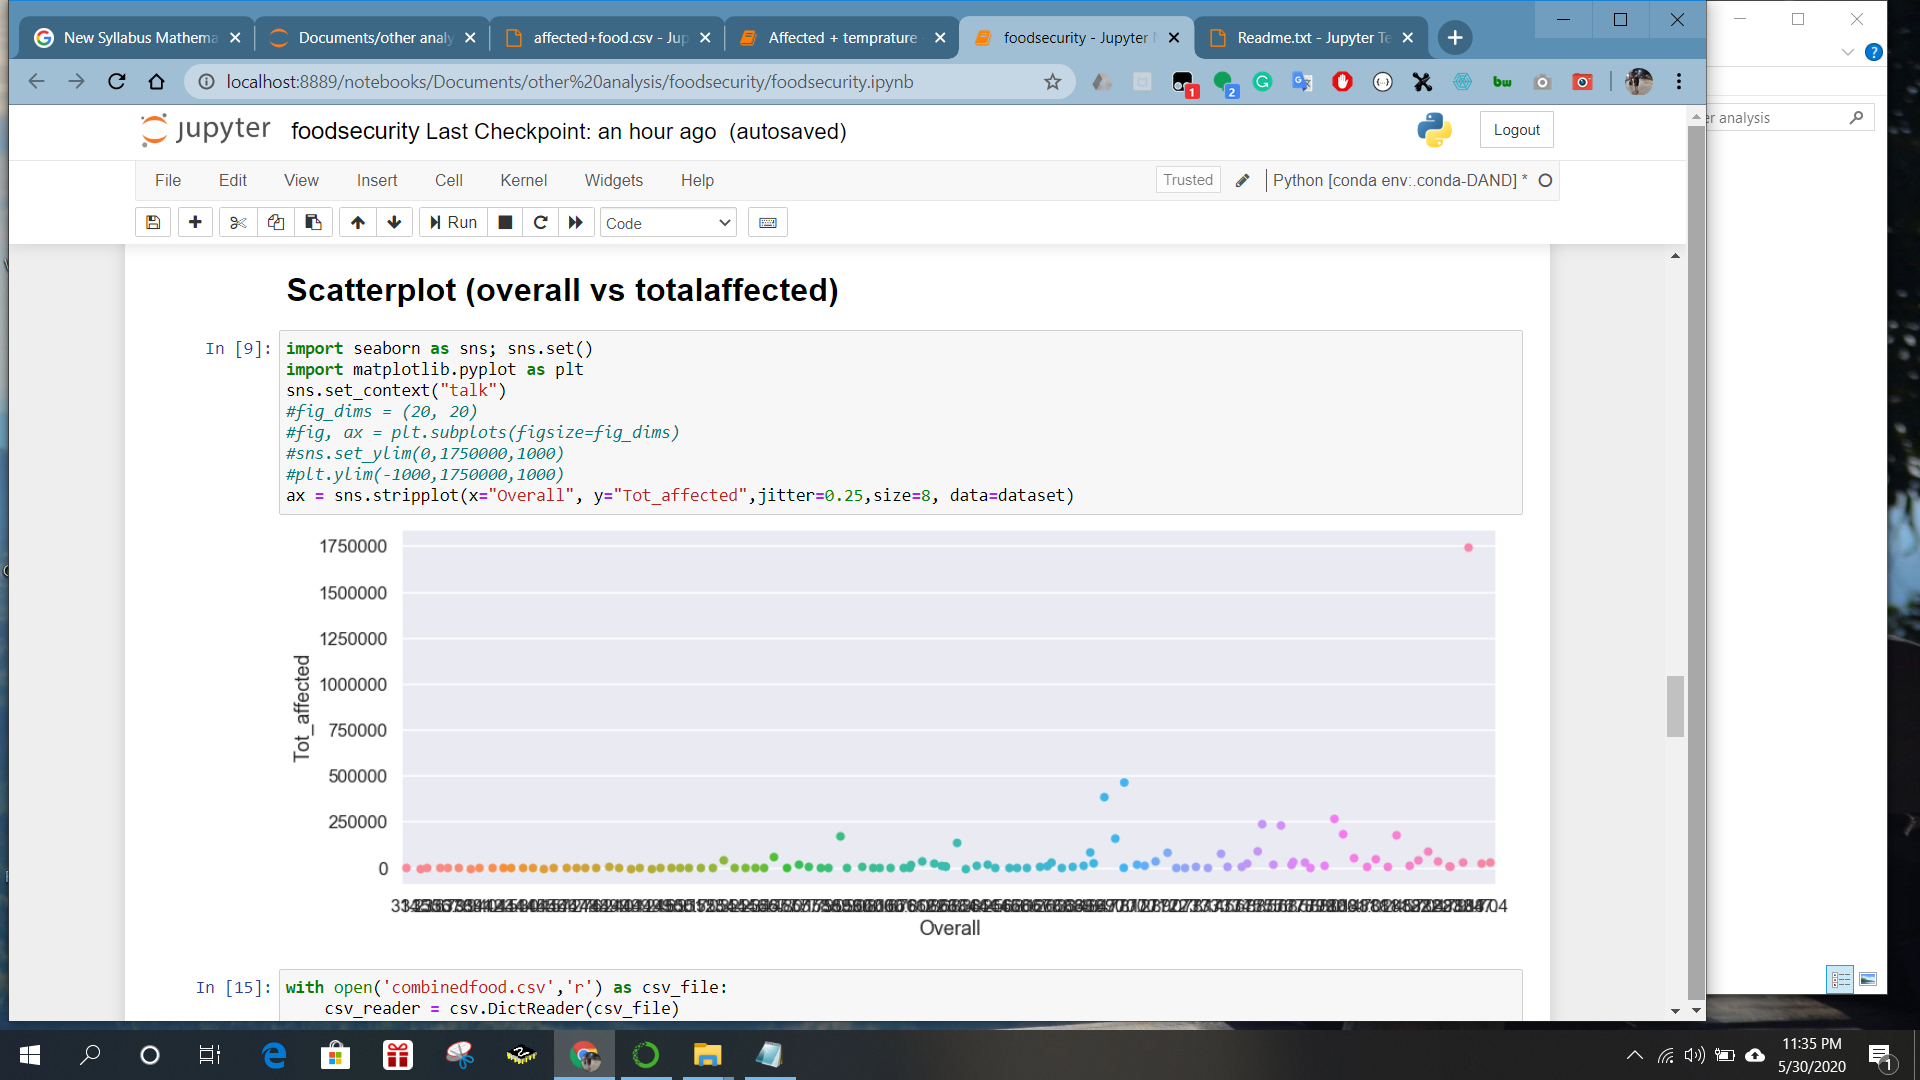 New Syllabus Mathema
Documents/other analy
affected+food.csv - Jup
Affected + temprature
foodsecurity - Jupyter N
Readme.txt - Jupyter Te
localhost:8889/notebooks/Documents/other%20analysis/foodsecurity/foodsecurity.ipynb
1
2
bw
er analysis
jupyter foodsecurity Last Checkpoint: an hour ago (autosaved)
Logout
File Edit View Insert Cell Kernel Widgets Help
Trusted
Python [conda env:.conda-DAND] *
Run
Code
Scatterplot (overall vs totalaffected)
In [9]:
import seaborn as sns; sns.set()
import matplotlib.pyplot as plt
sns.set_context("talk")
#fig_dims = (20, 20)
#fig, ax = plt.subplots(figsize=fig_dims)
#sns.set_ylim(0,1750000,1000)
#plt.ylim(-1000,1750000,1000)
ax = sns.stripplot(x="Overall", y="Tot_affected",jitter=0.25,size=8, data=dataset)
1750000
1500000
1250000
1000000
750000
500000
250000
0
Tot_affected
Overall
In [15]:
with open('combinedfood.csv','r') as csv_file:
csv_reader = csv.DictReader(csv_file)
11:35 PM
5/30/2020
1